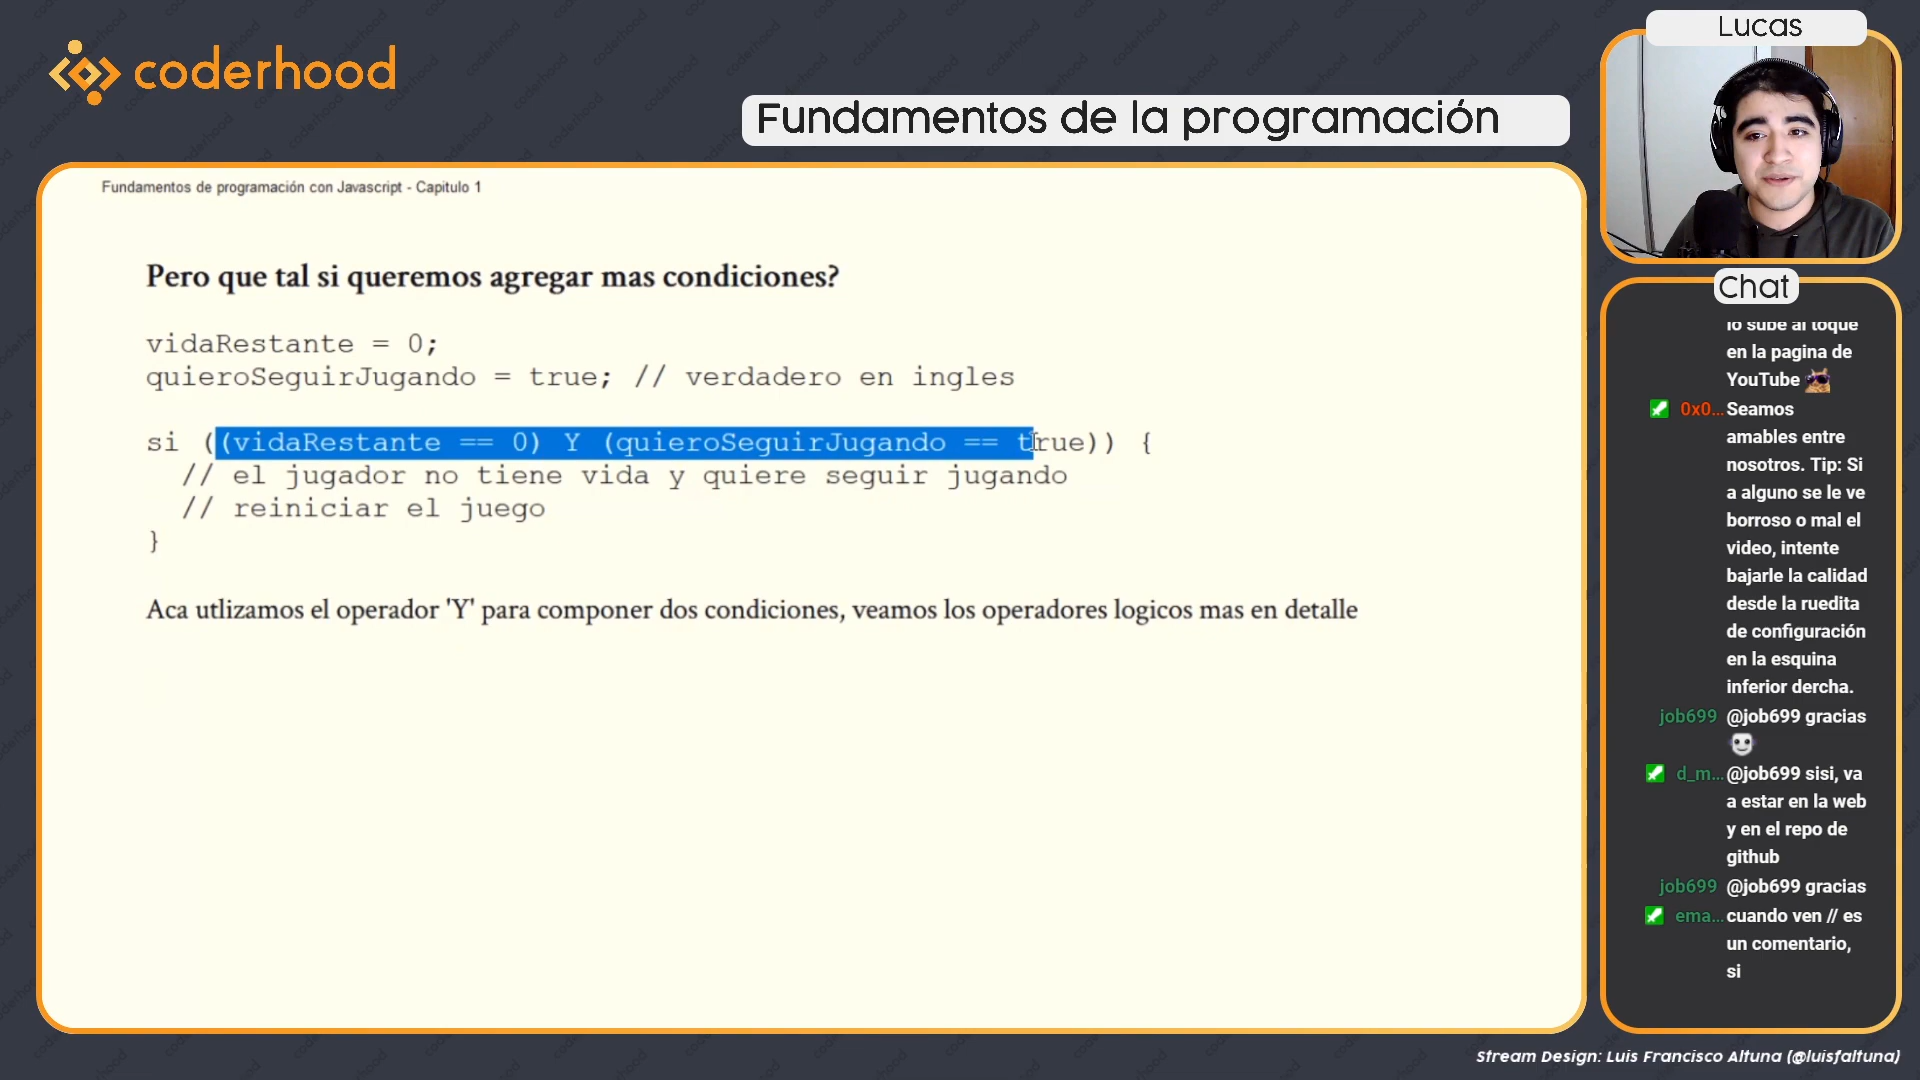 coderhood
Fundamentos de la programación
Lucas
Fundamentos de programación con Javascript - Capitulo 1
Pero que tal si queremos agregar mas condiciones?
vidaRestante = 0;
quieroSeguirJugando = true; // verdadero en ingles
si ((vidaRestante == 0) Y (quieroSeguirJugando == true)) {
// el jugador no tiene vida y quiere seguir jugando
// reiniciar el juego
}
Aca utlizamos el operador 'Y' para componer dos condiciones, veamos los operadores logicos mas en detalle
Chat
lo sube al toque
en la pagina de
YouTube
0x0... Seamos
amables entre
nosotros. Tip: Si
a alguno se le ve
borroso o mal el
video, intente
bajarle la calidad
desde la ruedita
de configuración
en la esquina
inferior dercha.
job699 @job699 gracias
d_m... @job699 sisi, va
a estar en la web
y en el repo de
github
job699 @job699 gracias
ema... cuando ven // es
un comentario,
si
Stream Design: Luis Francisco Altuna (@luisfaltuna)